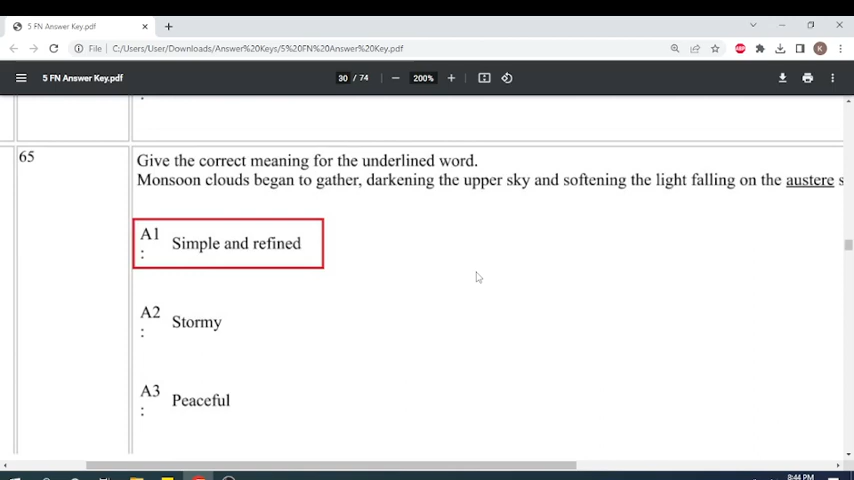 5 FN Answer Key.pdf
File C:/Users/User/Downloads/Answer%20Keys/5%20FN%20Answer%20Key.pdf
ABP
K
5 FN Answer Key.pdf
30 / 74
200%
65
Give the correct meaning for the underlined word.
Monsoon clouds began to gather, darkening the upper sky and softening the light falling on the austere s
A1
:
Simple and refined
A2
:
Stormy
A3
:
Peaceful
8:44 PM